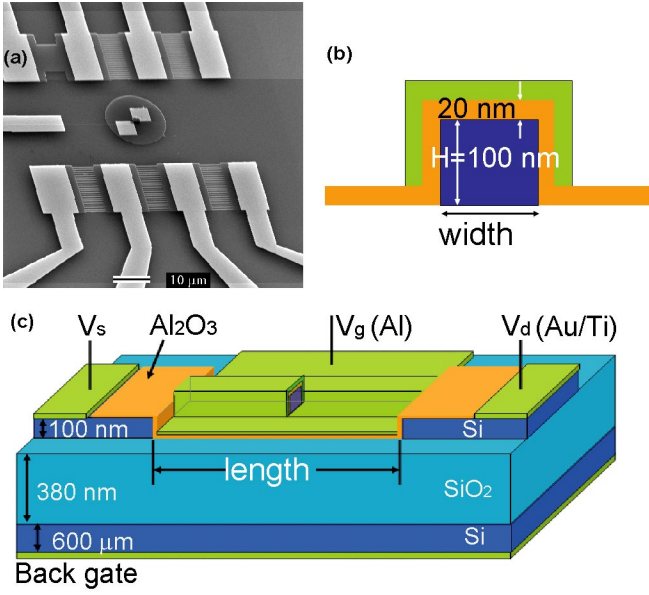 (a)
10 μm
(b)
20 nm
H=100 nm
width
(c)
Vs
Al2O3
Vg (Al)
Vd (Au/Ti)
100 nm
Si
length
380 nm
SiO2
600 μm
Si
Back gate